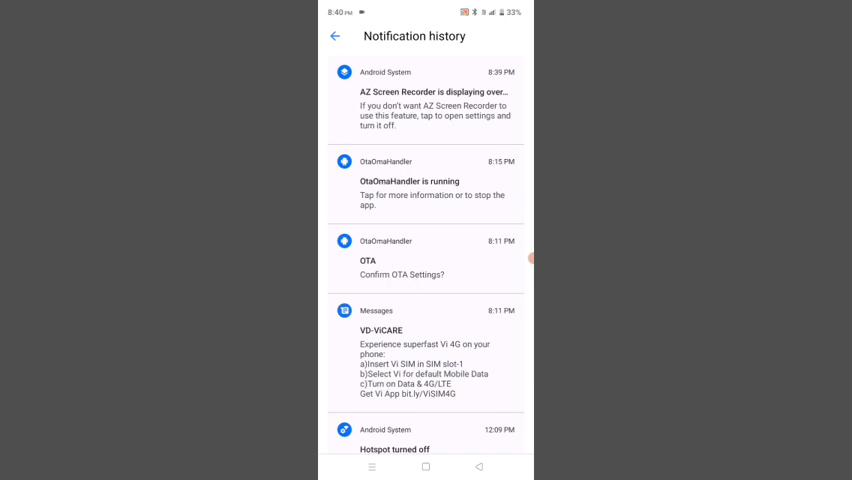 8:40 PM 33%
Notification history
Android System 8:39 PM
AZ Screen Recorder is displaying over...
If you don't want AZ Screen Recorder to
use this feature, tap to open settings and
turn it off.
OtaOmaHandler 8:15 PM
OtaOmaHandler is running
Tap for more information or to stop the
app.
OtaOmaHandler 8:11 PM
OTA
Confirm OTA Settings?
Messages 8:11 PM
VD-ViCARE
Experience superfast Vi 4G on your
phone:
a)Insert Vi SIM in SIM slot-1
b)Select Vi for default Mobile Data
c)Turn on Data & 4G/LTE
Get Vi App bit.ly/ViSIM4G
Android System 12:09 PM
Hotspot turned off